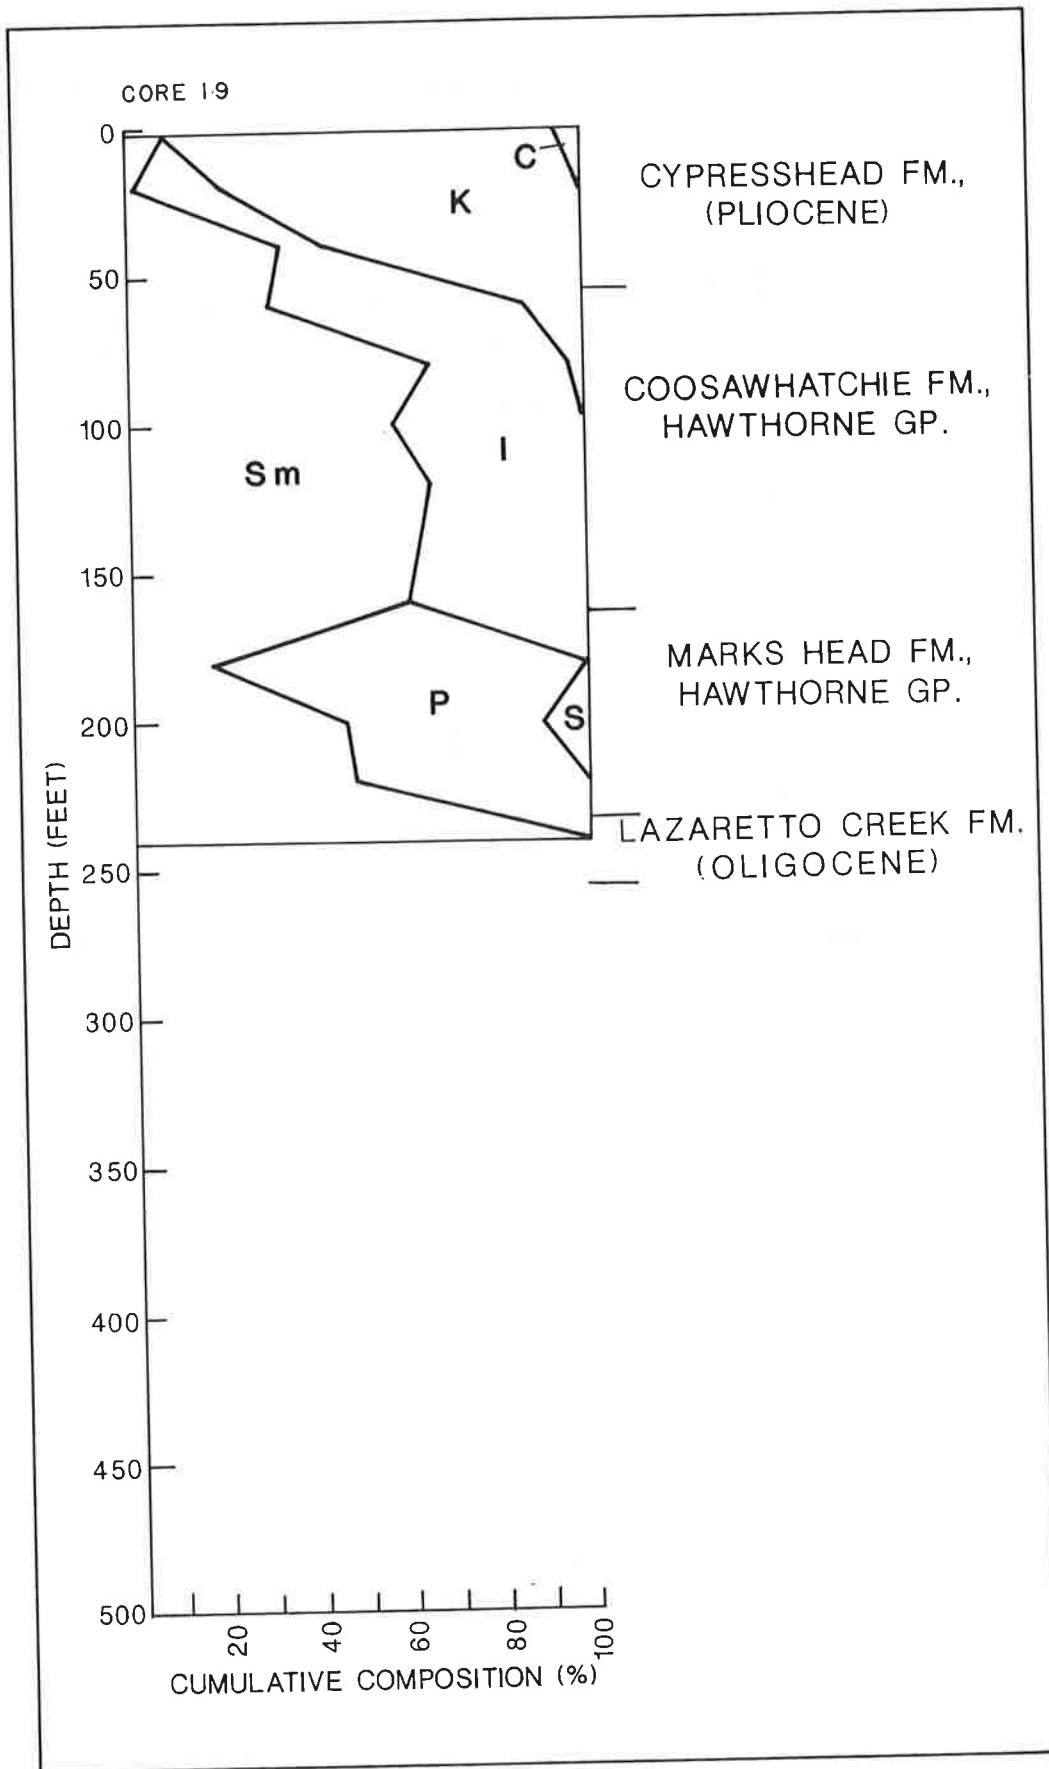 CORE 19
0
C
K
CYPRESSHEAD FM.,
(PLIOCENE)
50
COOSAWHATCHIE FM.,
HAWTHORNE GP.
100
I
Sm
150
MARKS HEAD FM.,
HAWTHORNE GP.
P
S
200
LAZARETTO CREEK FM.
(OLIGOCENE)
250
DEPTH (FEET)
300
350
400
450
500
20
40
60
80
100
CUMULATIVE COMPOSITION (%)